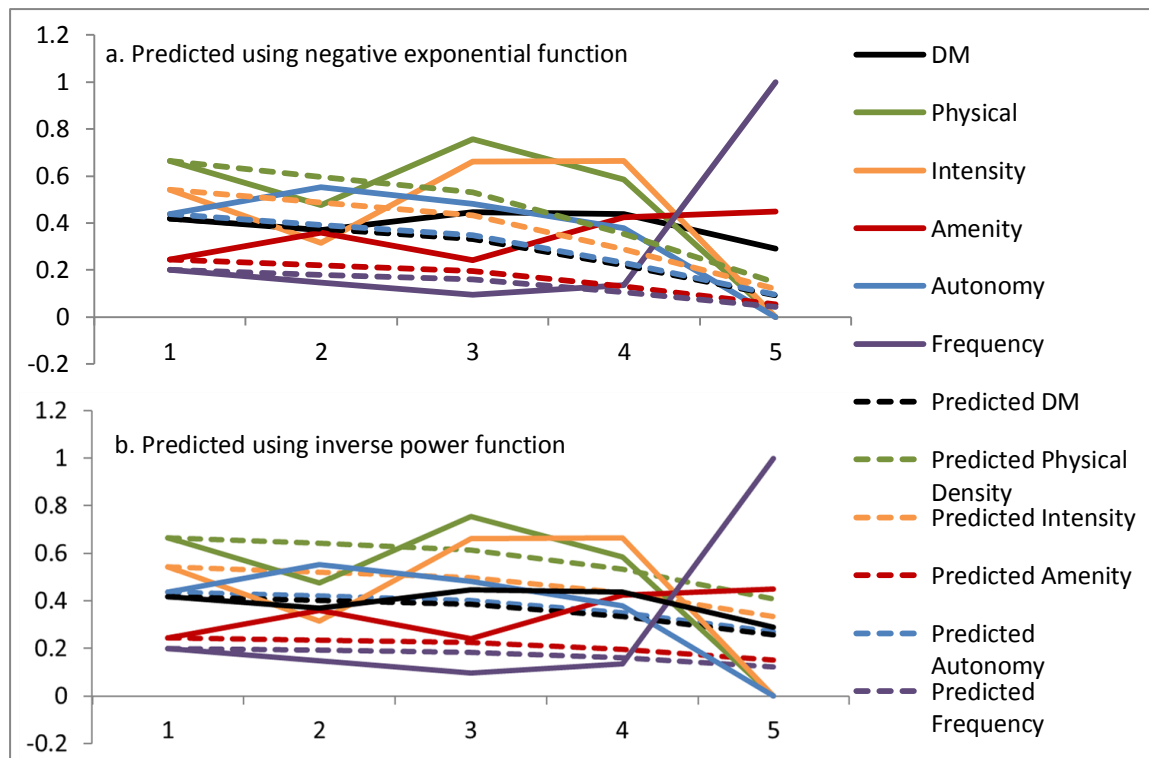 1.2
a. Predicted using negative exponential function
1
0.8
0.6
0.4
0.2
0
-0.2
1 2 3 4 5
1.2
b. Predicted using inverse power function
1
0.8
0.6
0.4
0.2
0
-0.2
1 2 3 4 5
DM
Physical
Intensity
Amenity
Autonomy
Frequency
Predicted DM
Predicted Physical
Density
Predicted Intensity
Predicted Amenity
Predicted
Autonomy
Predicted
Frequency